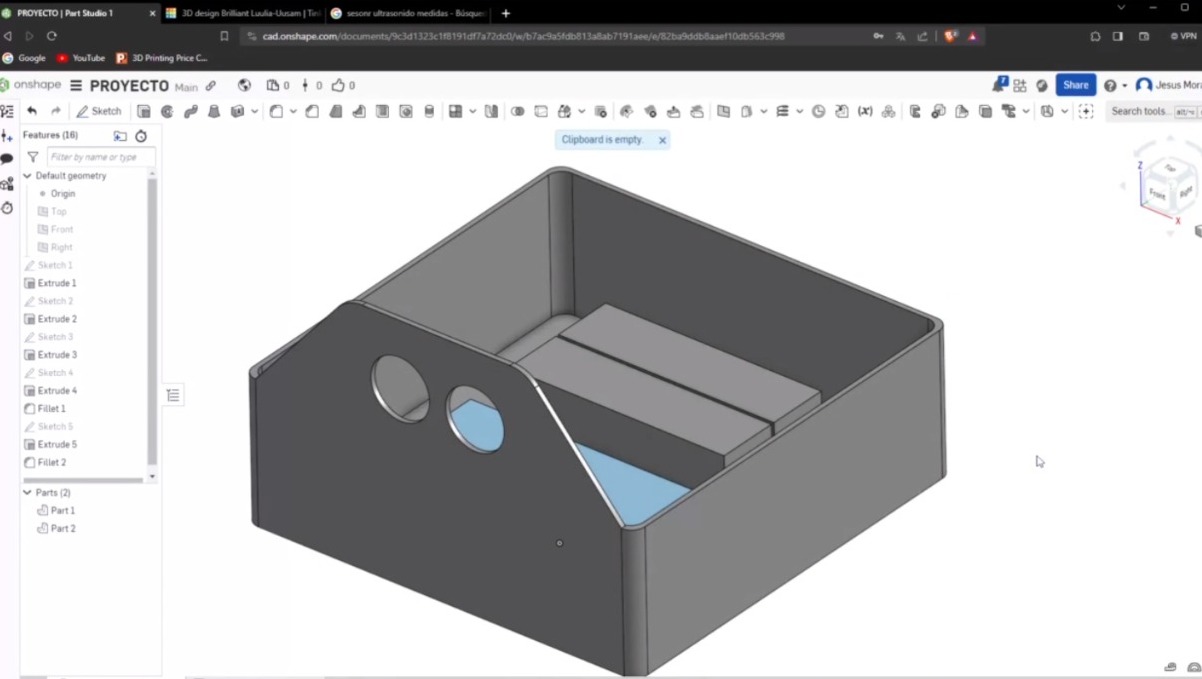 PROYECTO | Part Studio 1
3D design Brilliant Luulia-Uusam | Tin
sesonr ultrasonido medidas - Búsque
cad.onshape.com/documents/9c3d1323c1f8191df7a72dc0/w/b7ac9a5fdb813a8ab7191aee/e/82ba9ddb8aaef10db563c998
VPN
Google
YouTube
3D Printing Price C...
onshape
PROYECTO Main
0
0
0
7
Share
Jesus Mora
Sketch
Search tools...
alt/⌥
Features (16)
Clipboard is empty.
Filter by name or type
Default geometry
Origin
Top
Front
Right
Sketch 1
Extrude 1
Sketch 2
Extrude 2
Sketch 3
Extrude 3
Sketch 4
Extrude 4
Fillet 1
Sketch 5
Extrude 5
Fillet 2
Parts (2)
Part 1
Part 2
Z
Top
Front
Right
X